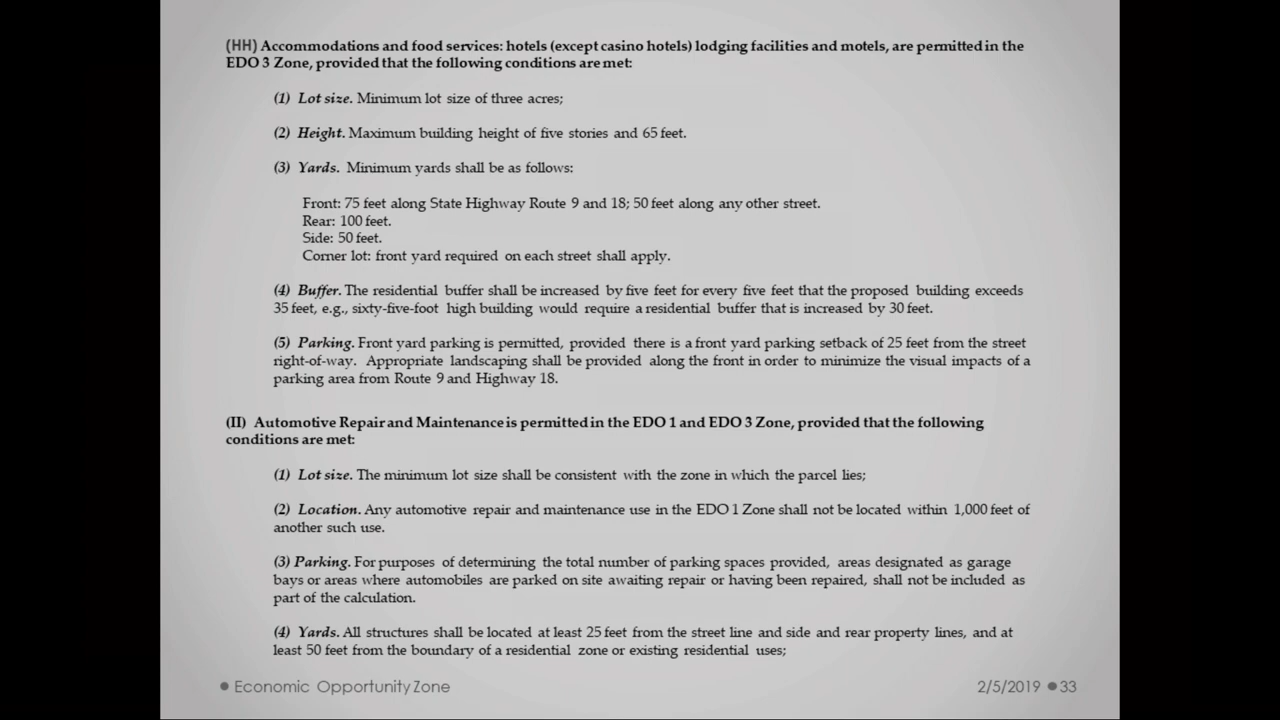 (HH) Accommodations and food services: hotels (except casino hotels) lodging facilities and motels, are permitted in the
EDO 3 Zone, provided that the following conditions are met:
(1) Lot size. Minimum lot size of three acres;
(2) Height. Maximum building height of five stories and 65 feet.
(3) Yards. Minimum yards shall be as follows:
Front: 75 feet along State Highway Route 9 and 18; 50 feet along any other street.
Rear: 100 feet.
Side: 50 feet.
Corner lot: front yard required on each street shall apply.
(4) Buffer. The residential buffer shall be increased by five feet for every five feet that the proposed building exceeds
35 feet, e.g., sixty-five-foot high building would require a residential buffer that is increased by 30 feet.
(5) Parking. Front yard parking is permitted, provided there is a front yard parking setback of 25 feet from the street
right-of-way. Appropriate landscaping shall be provided along the front in order to minimize the visual impacts of a
parking area from Route 9 and Highway 18.
(II) Automotive Repair and Maintenance is permitted in the EDO 1 and EDO 3 Zone, provided that the following
conditions are met:
(1) Lot size. The minimum lot size shall be consistent with the zone in which the parcel lies;
(2) Location. Any automotive repair and maintenance use in the EDO 1 Zone shall not be located within 1,000 feet of
another such use.
(3) Parking. For purposes of determining the total number of parking spaces provided, areas designated as garage
bays or areas where automobiles are parked on site awaiting repair or having been repaired, shall not be included as
part of the calculation.
(4) Yards. All structures shall be located at least 25 feet from the street line and side and rear property lines, and at
least 50 feet from the boundary of a residential zone or existing residential uses;
● Economic Opportunity Zone 2/5/2019 ● 33